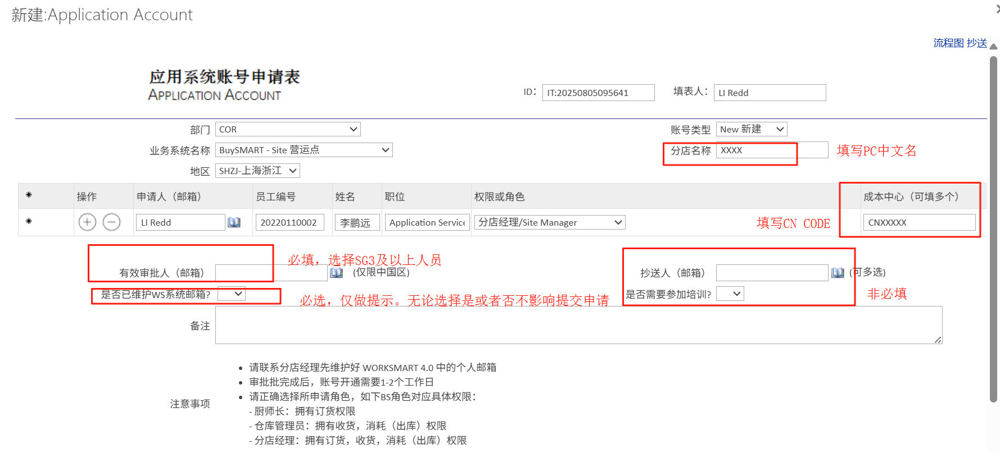 新建:Application Account
流程图 抄送
应用系统账号申请表
APPLICATION ACCOUNT
ID： IT:20250805095641 填表人： LI Redd
部门 COR 账号类型 New 新建
业务系统名称 BuySMART - Site 营运点 分店名称 XXXX 填写PC中文名
地区 SHZJ-上海浙江
* 操作 申请人（邮箱） 员工编号 姓名 职位 权限或角色 成本中心（可填多个）
* LI Redd 20220110002 李鹏远 Application Service 分店经理/Site Manager 填写CN CODE CNXXXXX
必填，选择SG3及以上人员
有效审批人（邮箱） (仅限中国区) 抄送人（邮箱） (可多选)
是否已维护WS系统邮箱? 必选，仅做提示。无论选择是或者否不影响提交申请 是否需要参加培训? 非必填
备注
注意事项
• 请联系分店经理先维护好 WORKSMART 4.0 中的个人邮箱
• 审批批完成后，账号开通需要1-2个工作日
• 请正确选择所申请角色，如下BS角色对应具体权限：
- 厨师长：拥有订货权限
- 仓库管理员：拥有收货，消耗（出库）权限
- 分店经理：拥有订货，收货，消耗（出库）权限